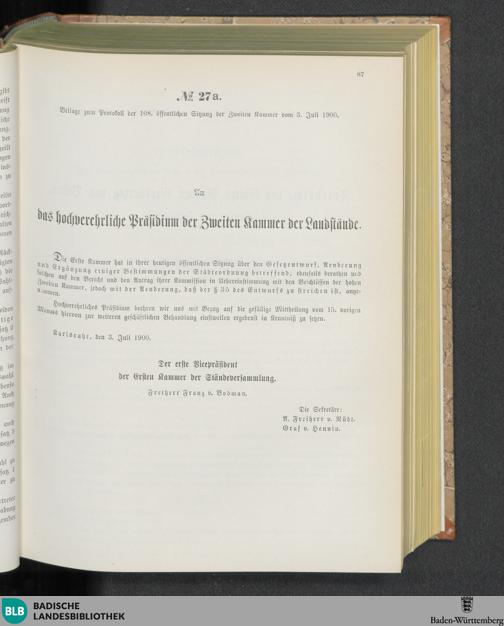 87
№ 27a.
Beilage zum Protokoll der 108. öffentlichen Sitzung der Zweiten Kammer vom 3. Juli 1900.
An
das hochverehrliche Präsidium der Zweiten Kammer der Landstände.
Die Erste Kammer hat in ihrer heutigen öffentlichen Sitzung über den Gesetzentwurf, Aenderung
und Ergänzung einiger Bestimmungen der Städteordnung betreffend, ebenfalls berathen und
solchen auf den Bericht und den Antrag ihrer Kommission in Uebereinstimmung mit den Beschlüssen der hohen
Zweiten Kammer, jedoch mit der Aenderung, daß der § 35 des Entwurfs zu streichen ist, ange-
nommen.
Hochverehrliches Präsidium beehren wir uns mit Bezug auf die gefällige Mittheilung vom 15. vorigen
Monats hiervon zur weiteren geschäftlichen Behandlung einstweilen ergebenst in Kenntniß zu setzen.
Karlsruhe, den 3. Juli 1900.
Der erste Vicepräsident
der Ersten Kammer der Ständeversammlung.
Freiherr Franz v. Bodman.
Die Sekretäre:
A. Freiherr v. Rüdt.
Graf v. Hennin.
BLB
BADISCHE
LANDESBIBLIOTHEK
Baden-Württemberg